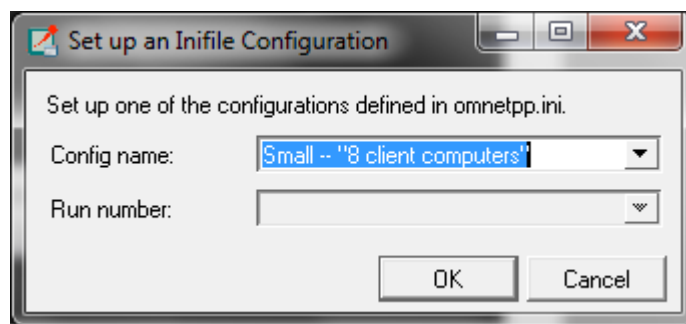 Set up an Inifile Configuration
Set up one of the configurations defined in omnetpp.ini.
Config name:
Small -- "8 client computers"
Run number:
OK
Cancel